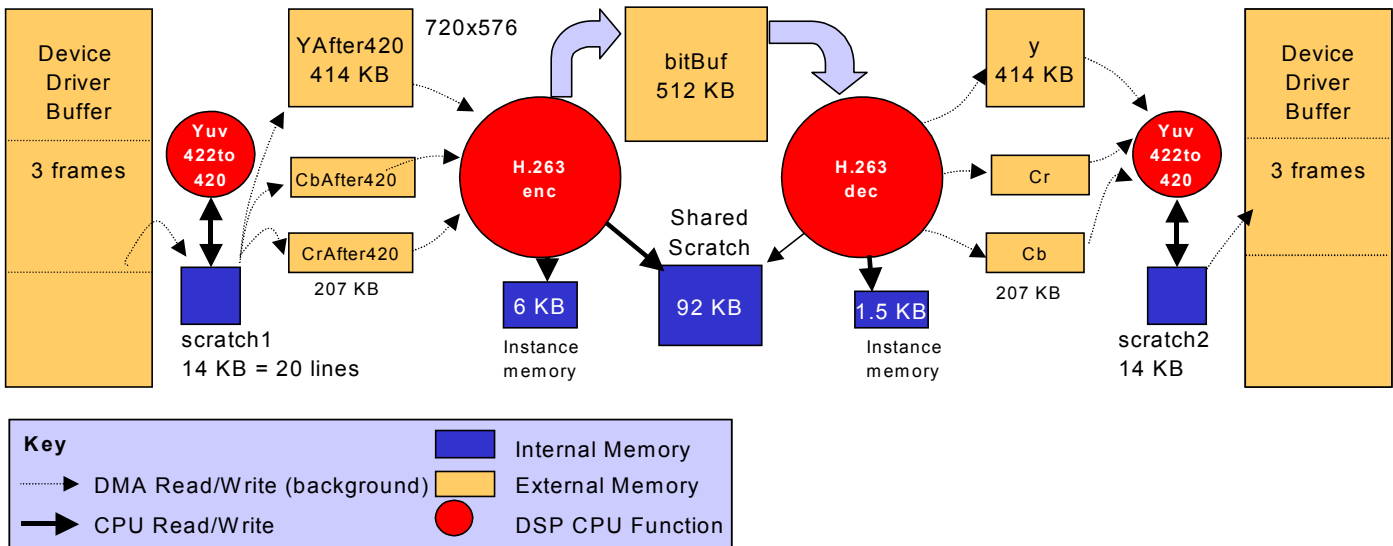 Device
Driver
Buffer
3 frames
Yuv
422to
420
scratch1
14 KB = 20 lines
YAfter420
414 KB
720x576
CbAfter420
CrAfter420
207 KB
H.263
enc
6 KB
Instance
memory
bitBuf
512 KB
Shared
Scratch
92 KB
H.263
dec
1.5 KB
Instance
memory
y
414 KB
Cr
Cb
207 KB
Yuv
422to
420
scratch2
14 KB
Device
Driver
Buffer
3 frames
Key
DMA Read/Write (background)
CPU Read/Write
Internal Memory
External Memory
DSP CPU Function